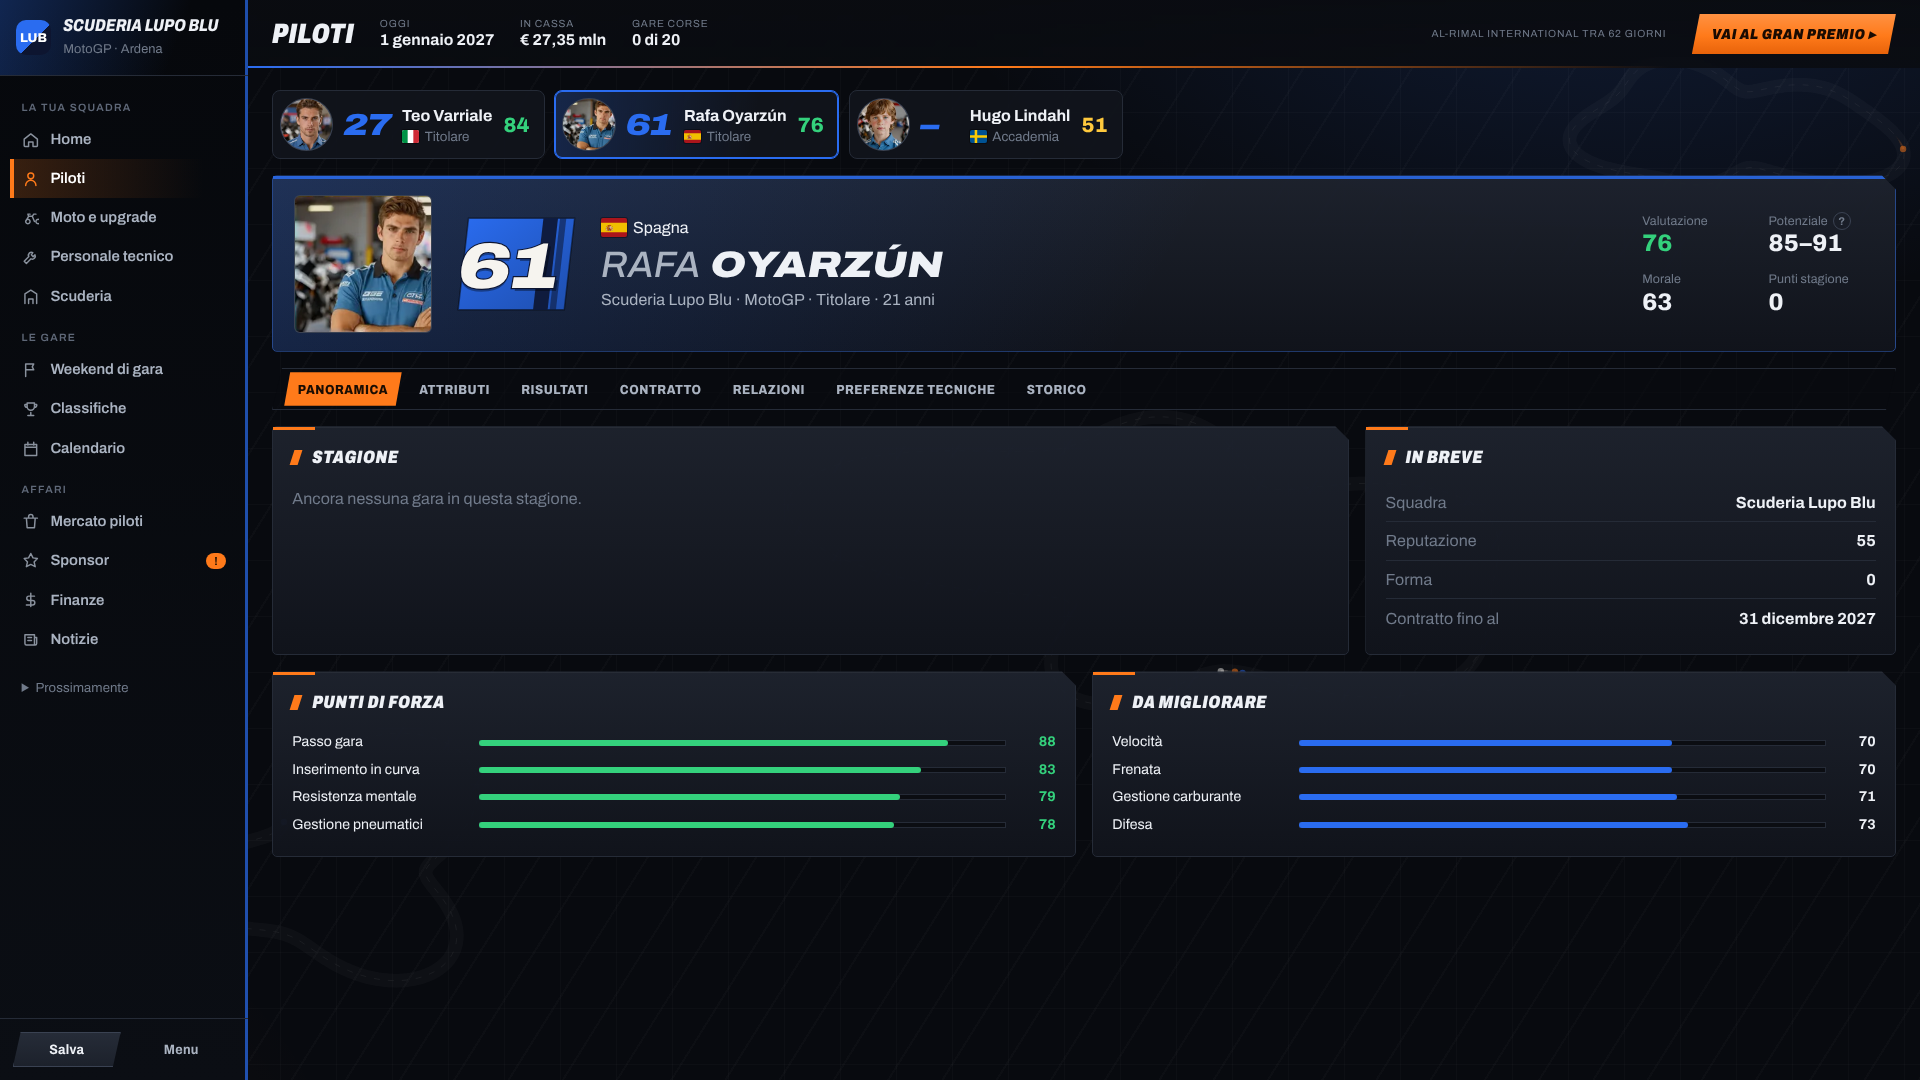 LUB
SCUDERIA LUPO BLU
MotoGP · Ardena
LA TUA SQUADRA
Home
Piloti
Moto e upgrade
Personale tecnico
Scuderia
LE GARE
Weekend di gara
Classifiche
Calendario
AFFARI
Mercato piloti
Sponsor !
Finanze
Notizie
Prossimamente
Salva Menu
PILOTI
OGGI
1 gennaio 2027
IN CASSA
€ 27,35 mln
GARE CORSE
0 di 20
AL-RIMAL INTERNATIONAL TRA 62 GIORNI
VAI AL GRAN PREMIO ▸
27 Teo Varriale 84
Titolare
61 Rafa Oyarzún 76
Titolare
– Hugo Lindahl 51
Accademia
61
Spagna
RAFA OYARZÚN
Scuderia Lupo Blu · MotoGP · Titolare · 21 anni
Valutazione
76
Potenziale ?
85–91
Morale
63
Punti stagione
0
PANORAMICA ATTRIBUTI RISULTATI CONTRATTO RELAZIONI PREFERENZE TECNICHE STORICO
STAGIONE
Ancora nessuna gara in questa stagione.
IN BREVE
Squadra Scuderia Lupo Blu
Reputazione 55
Forma 0
Contratto fino al 31 dicembre 2027
PUNTI DI FORZA
Passo gara 88
Inserimento in curva 83
Resistenza mentale 79
Gestione pneumatici 78
DA MIGLIORARE
Velocità 70
Frenata 70
Gestione carburante 71
Difesa 73